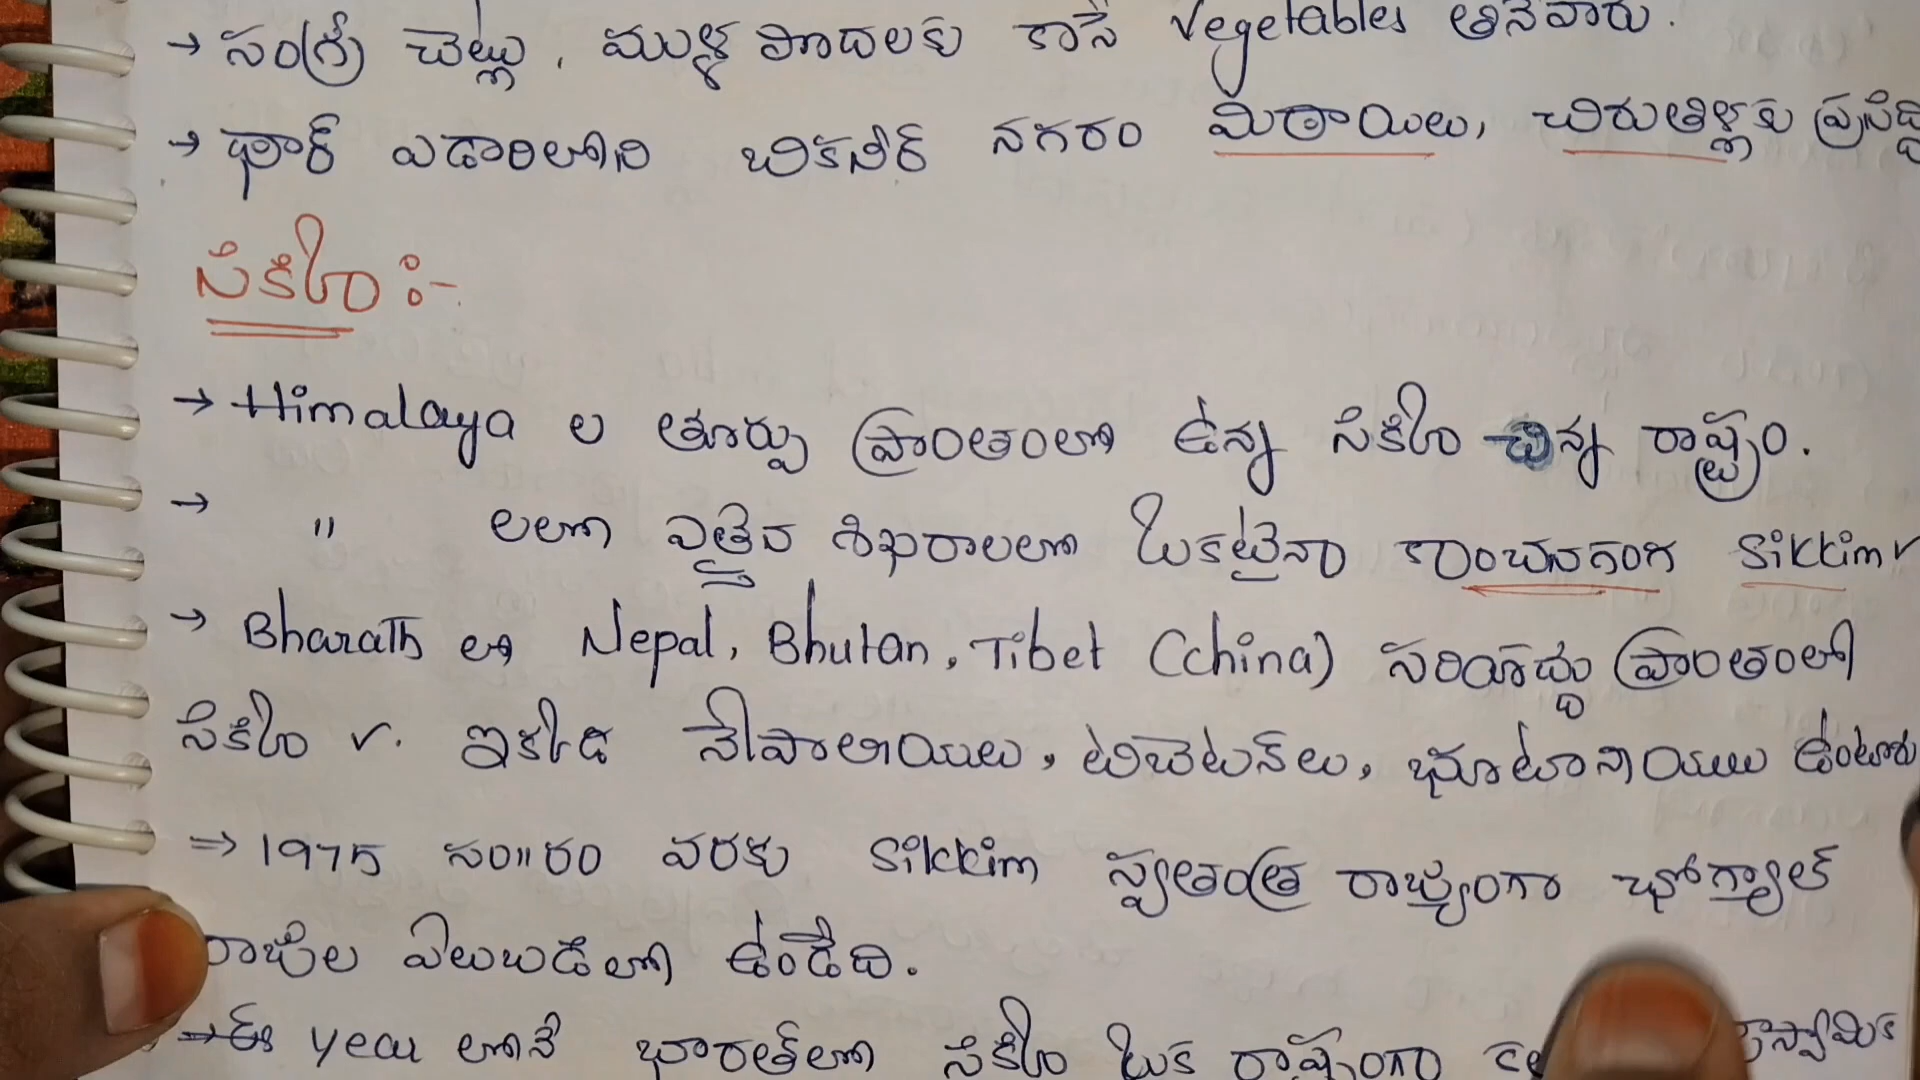 → సంగ్రీ చెట్లు, ముళ్ళ పొదలకు కాసే Vegetables తినేవారు.
→ థార్ ఎడారిలోని బికనీర్ నగరం మిఠాయిలు, చిరుతిళ్లకు ప్రసిద్ధి
సిక్కిం :-
→ Himalaya ల తూర్పు ప్రాంతంలో ఉన్న సిక్కిం చిన్న రాష్ట్రం.
→ " లలో ఎత్తైన శిఖరాలలో ఒకటైనా కాంచనగంగ Sikkim
→ Bharath లో Nepal, Bhutan, Tibet (china) సరిహద్దు ప్రాంతంలో
సిక్కిం ✓. ఇక్కడ నేపాలీయులు, టిబెటన్‌లు, భూటానీయులు ఉంటారు
⇒ 1975 సం॥రం వరకు Sikkim స్వతంత్ర రాజ్యంగా ఛోగ్యాల్
రాజుల ఏలుబడిలో ఉండేది.
→ ఈ year లోనే భారత్‌లో సిక్కిం ఒక రాష్ట్రంగా